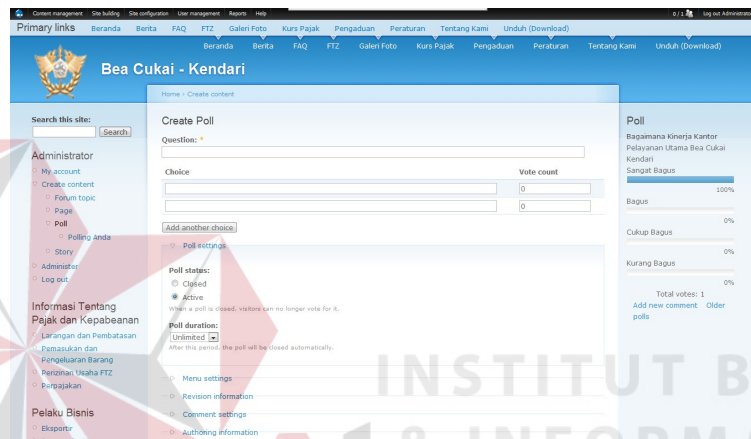 Content management Site building Site configuration User management Reports Help 0 / 1 Log out Administrator
Primary links Beranda Berita FAQ FTZ Galeri Foto Kurs Pajak Pengaduan Peraturan Tentang Kami Unduh (Download)
Beranda Berita FAQ FTZ Galeri Foto Kurs Pajak Pengaduan Peraturan Tentang Kami Unduh (Download)
Bea Cukai - Kendari
Home › Create content
Search this site:
Search
Administrator
My account
Create content
Forum topic
Page
Poll
Polling Anda
Story
Administer
Log out
Informasi Tentang
Pajak dan Kepabeanan
Larangan dan Pembatasan
Pemasukan dan
Pengeluaran Barang
Perizinan Usaha FTZ
Perpajakan
Pelaku Bisnis
Eksportir
Create Poll
Question: *
Choice Vote count
0
0
Add another choice
Poll settings
Poll status:
Closed
Active
When a poll is closed, visitors can no longer vote for it.
Poll duration:
Unlimited
After this period, the poll will be closed automatically.
Menu settings
Revision information
Comment settings
Authoring information
Poll
Bagaimana Kinerja Kantor
Pelayanan Utama Bea Cukai
Kendari
Sangat Bagus
100%
Bagus
0%
Cukup Bagus
0%
Kurang Bagus
0%
Total votes: 1
Add new comment Older
polls
INSTITUT B
& INFORM